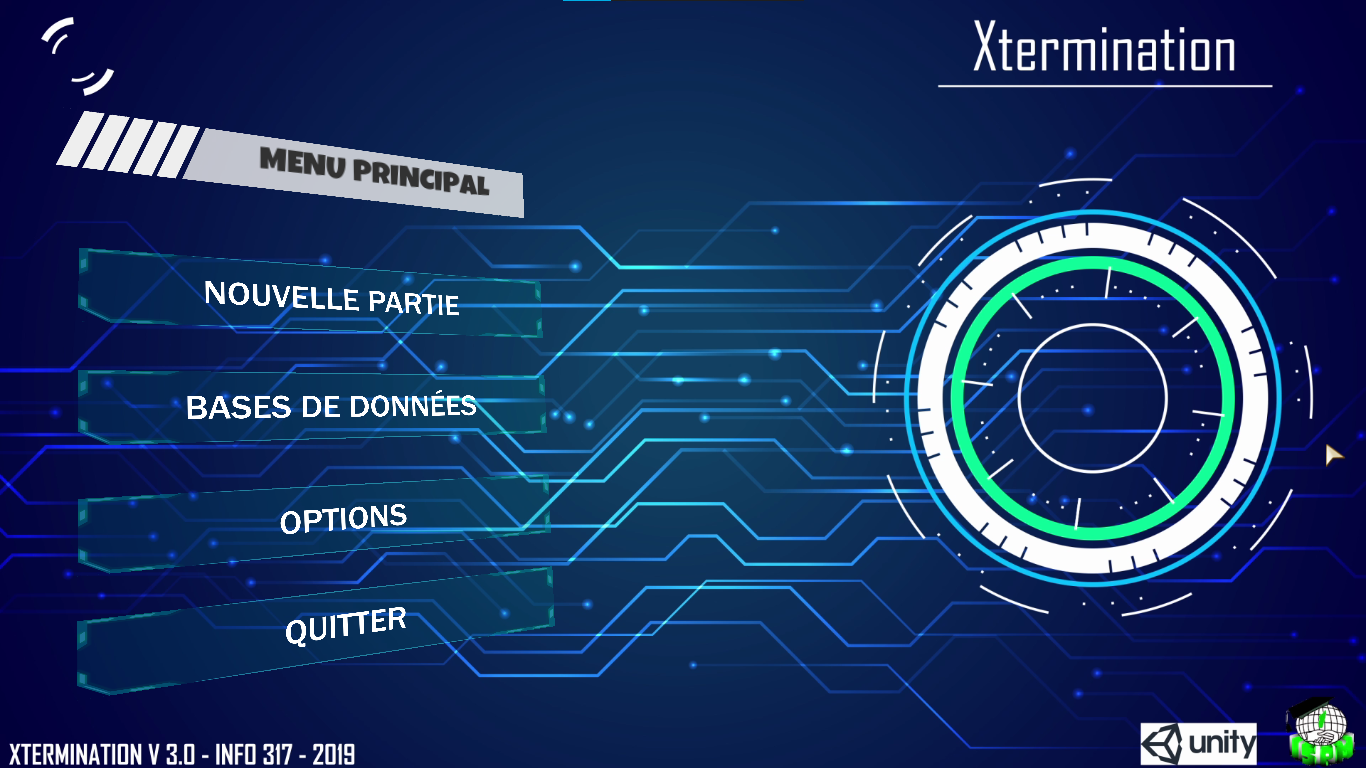 Xtermination
MENU PRINCIPAL
NOUVELLE PARTIE
BASES DE DONNÉES
OPTIONS
QUITTER
XTERMINATION V 3.0 - INFO 317 - 2019
unity